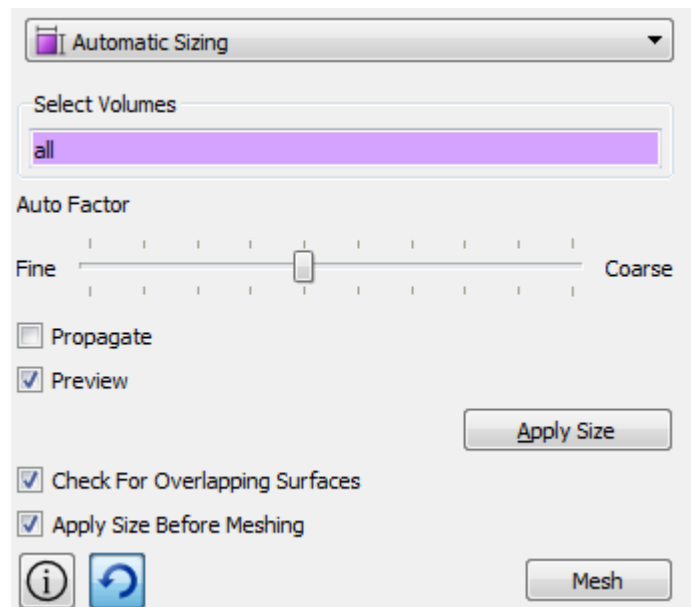 Automatic Sizing
Select Volumes
all
Auto Factor
Fine Coarse
Propagate
Preview
Apply Size
Check For Overlapping Surfaces
Apply Size Before Meshing
i Mesh